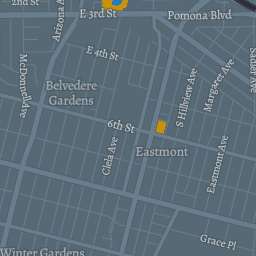 2nd St
E 3rd St
Pomona Blvd
Arizona A
E 4th St
McDonnell Ave
Belvedere
Gardens
S Hillview Ave
Margaret Ave
6th St
Clela Ave
Eastmont
Eastmont Ave
Grace Pl
Winter Gardens